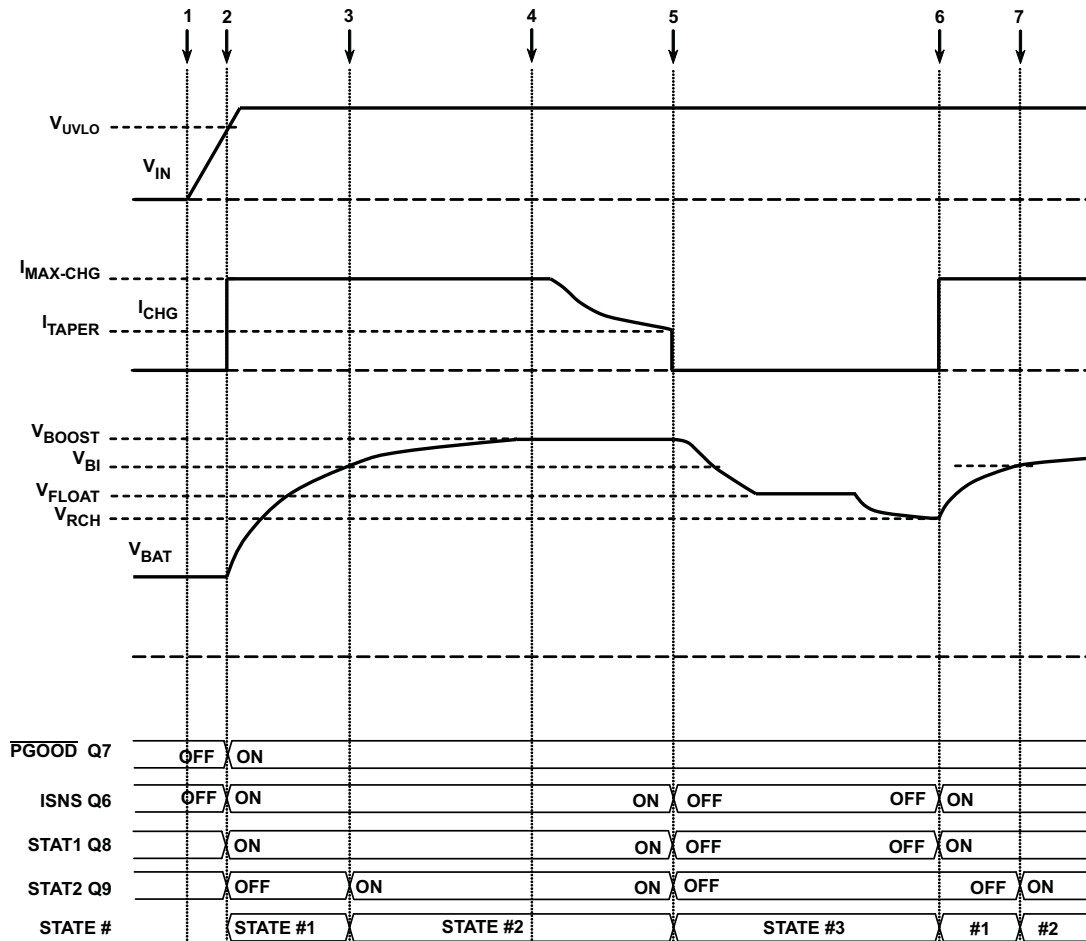 1 2 3 4 5 6 7
VUVLO
VIN
IMAX-CHG
ICHG
ITAPER
VBOOST
VBI
VFLOAT
VRCH
VBAT
PGOOD Q7 OFF ON
ISNS Q6 OFF ON ON OFF OFF ON
STAT1 Q8 ON ON OFF OFF ON
STAT2 Q9 OFF ON ON OFF OFF ON
STATE # STATE #1 STATE #2 STATE #3 #1 #2